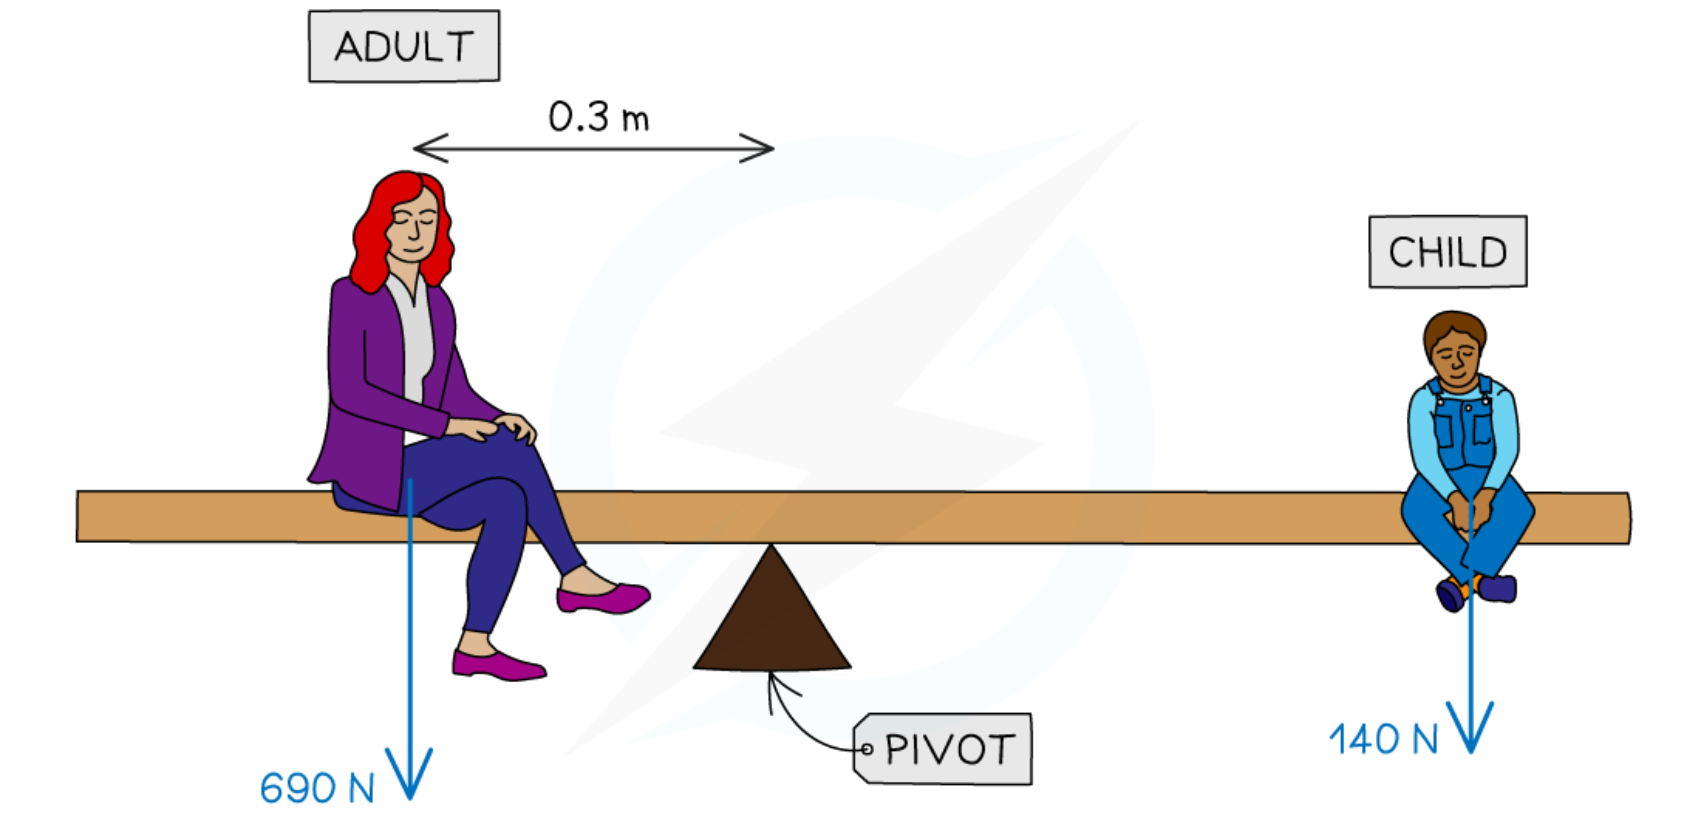 ADULT
0.3 m
CHILD
PIVOT
140 N
690 N